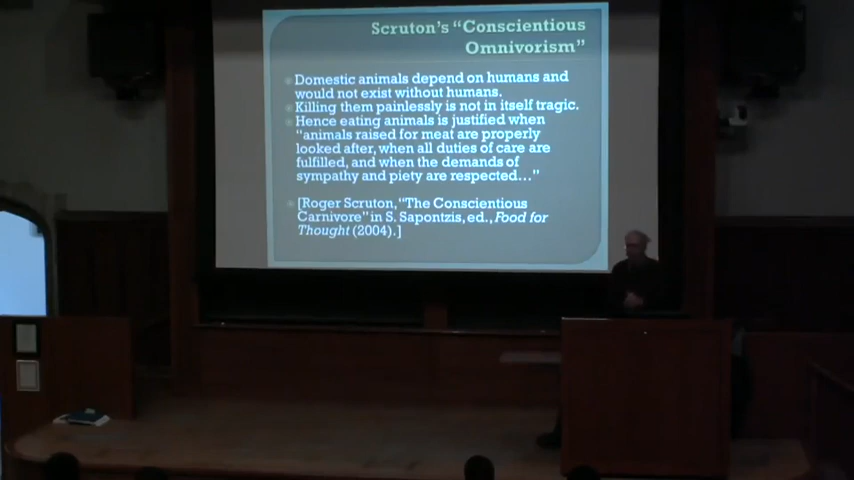 Scruton's "Conscientious
Omnivorism"
Domestic animals depend on humans and
would not exist without humans.
Killing them painlessly is not in itself tragic.
Hence eating animals is justified when
"animals raised for meat are properly
looked after, when all duties of care are
fulfilled, and when the demands of
sympathy and piety are respected..."
[Roger Scruton, "The Conscientious
Carnivore" in S. Sapontzis, ed., Food for
Thought (2004).]